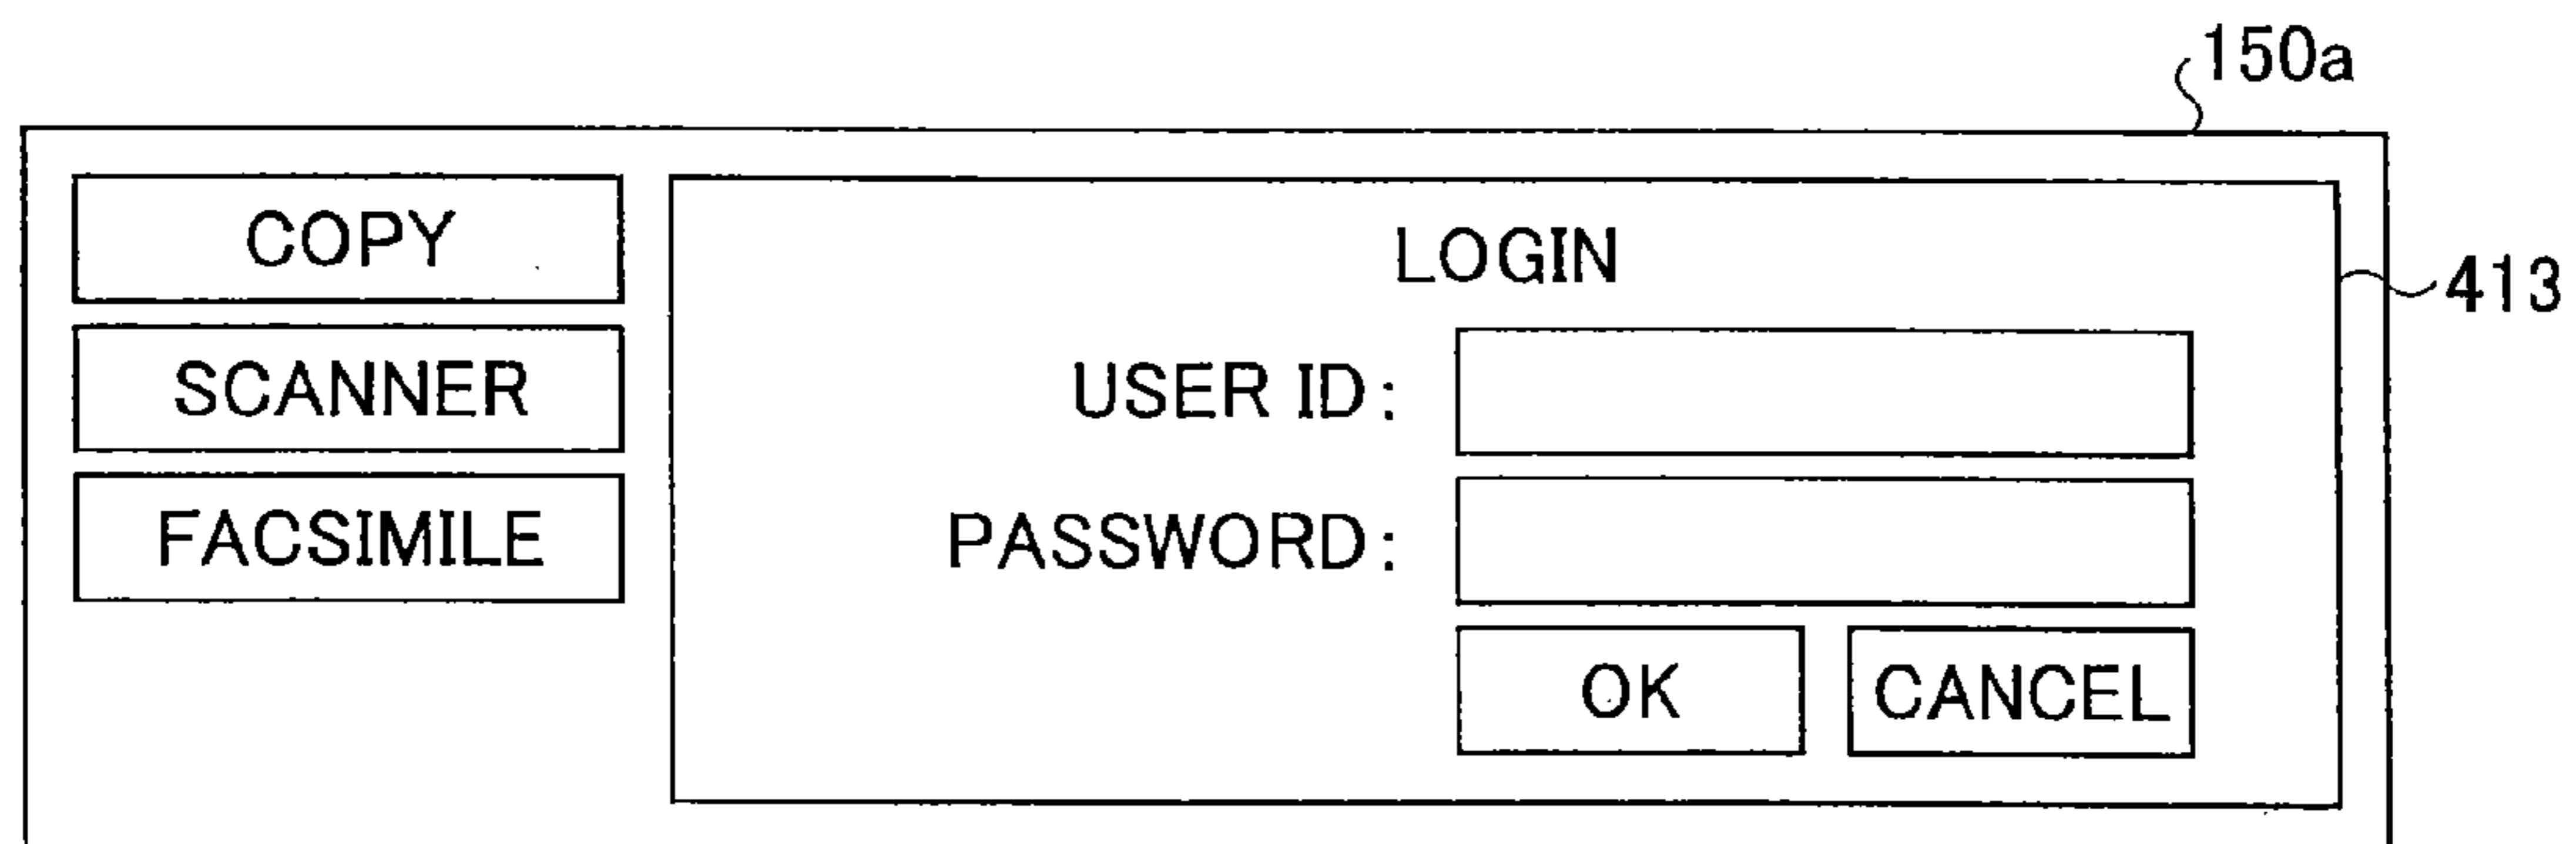 150a
COPY
SCANNER
FACSIMILE
LOGIN
413
USER ID:
PASSWORD:
OK CANCEL